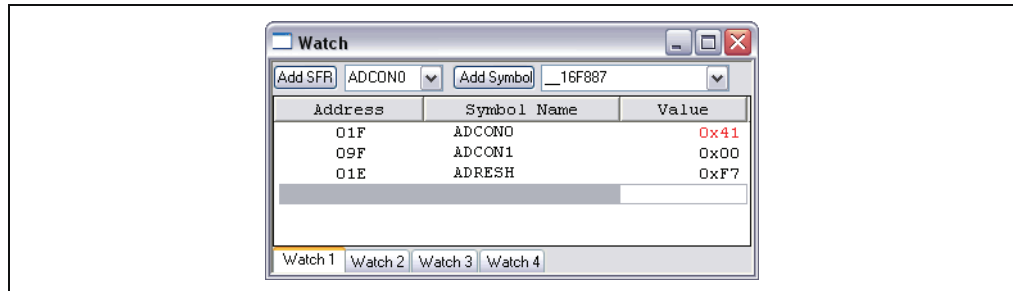 Watch
Add SFR ADCON0 Add Symbol __16F887
Address Symbol Name Value
01F ADCON0 0x41
09F ADCON1 0x00
01E ADRESH 0xF7
Watch 1 Watch 2 Watch 3 Watch 4